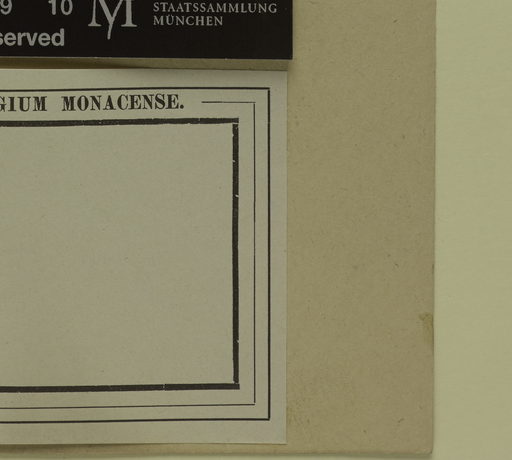 9 10
M STAATSSAMMLUNG
MÜNCHEN
served
GIUM MONACENSE.